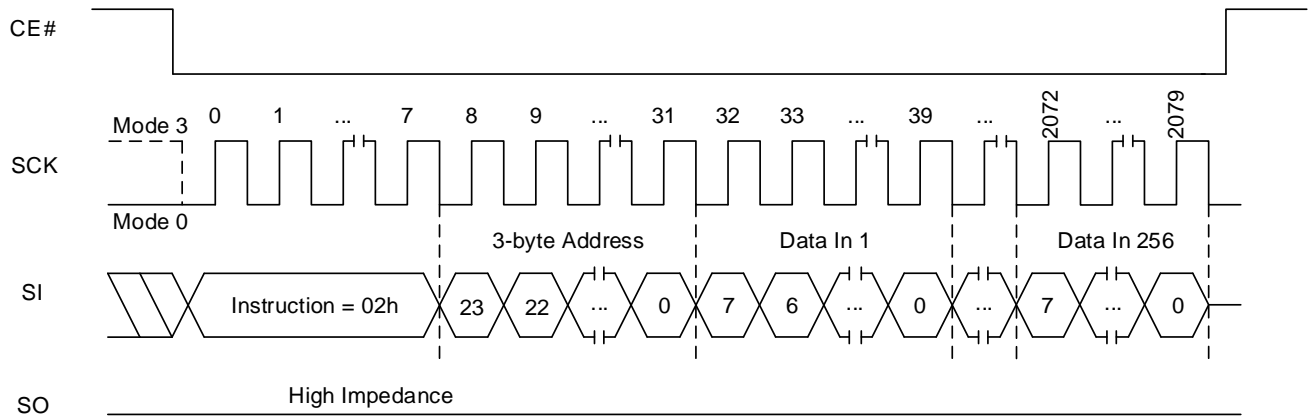 CE#
Mode 3
0 1 ... 7 8 9 ... 31 32 33 ... 39 ... 2072 ... 2079
SCK
Mode 0
3-byte Address Data In 1 Data In 256
SI
Instruction = 02h 23 22 ... 0 7 6 ... 0 ... 7 ... 0
High Impedance
SO